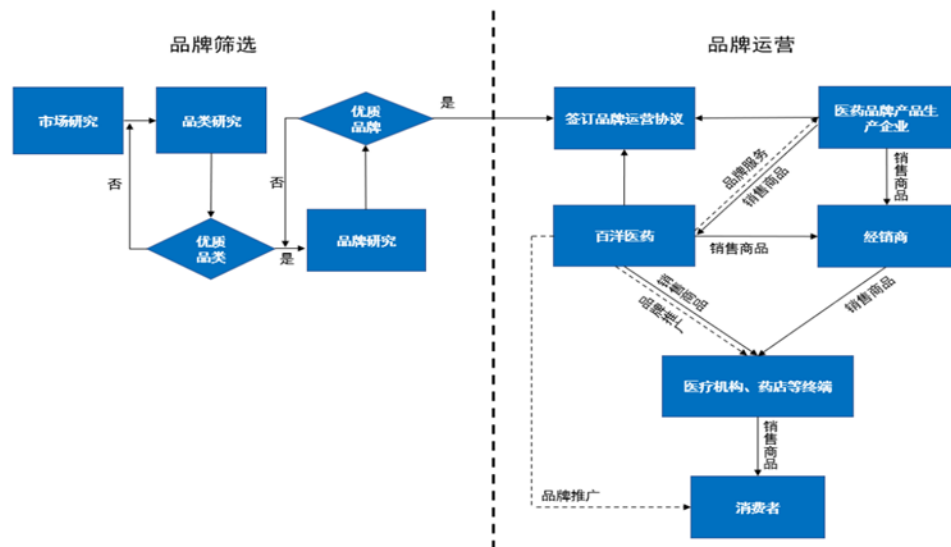 品牌筛选
品牌运营
市场研究
品类研究
优质
品牌
是
签订品牌运营协议
医药品牌产品生
产企业
否
否
品牌服务
销售商品
销售商品
优质
品类
是
品牌研究
百洋医药
销售商品
经销商
销售商品
品牌推广
销售商品
医疗机构、药店等终端
销售商品
品牌推广
消费者